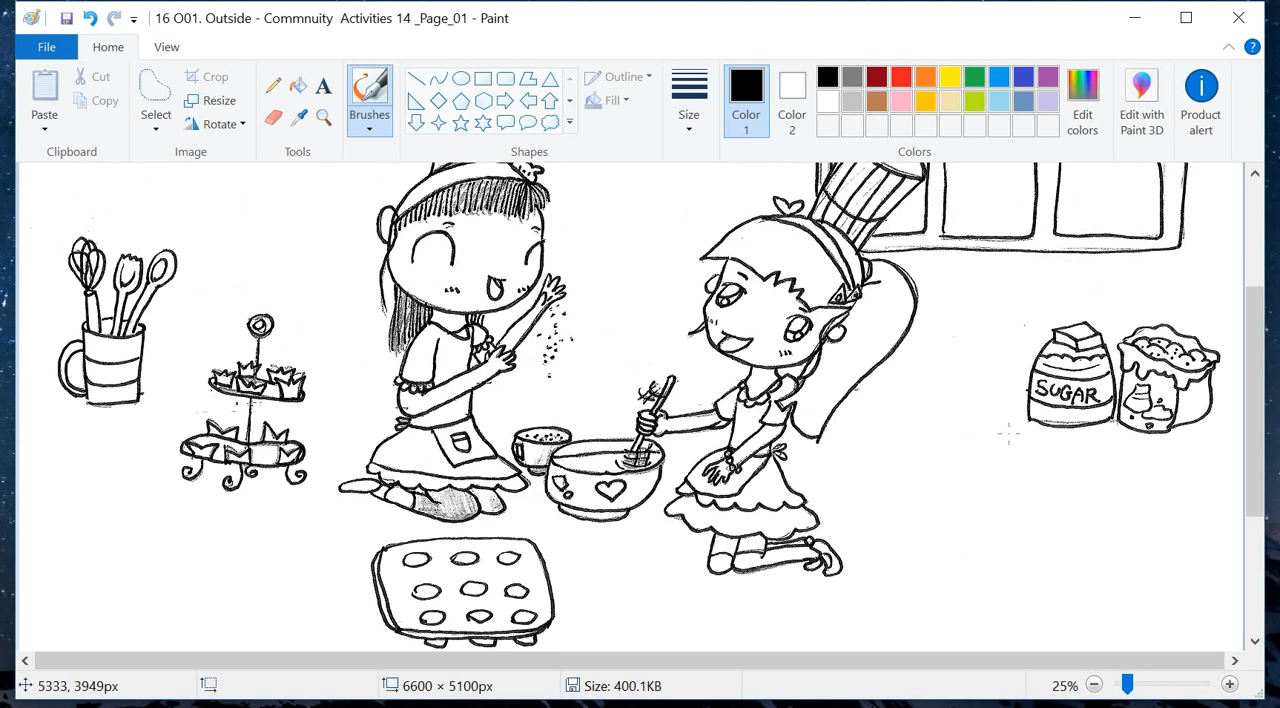 16 O01. Outside - Commnuity  Activities 14 _Page_01 - Paint
File Home View
Cut
Copy
Paste
Clipboard
Select
Crop
Resize
Rotate
Image
A
Tools
Brushes
Outline
Fill
Shapes
Size
Color 1
Color 2
Edit colors
Colors
Edit with Paint 3D
Product alert
SUGAR
5333, 3949px
6600 × 5100px
Size: 400.1KB
25%